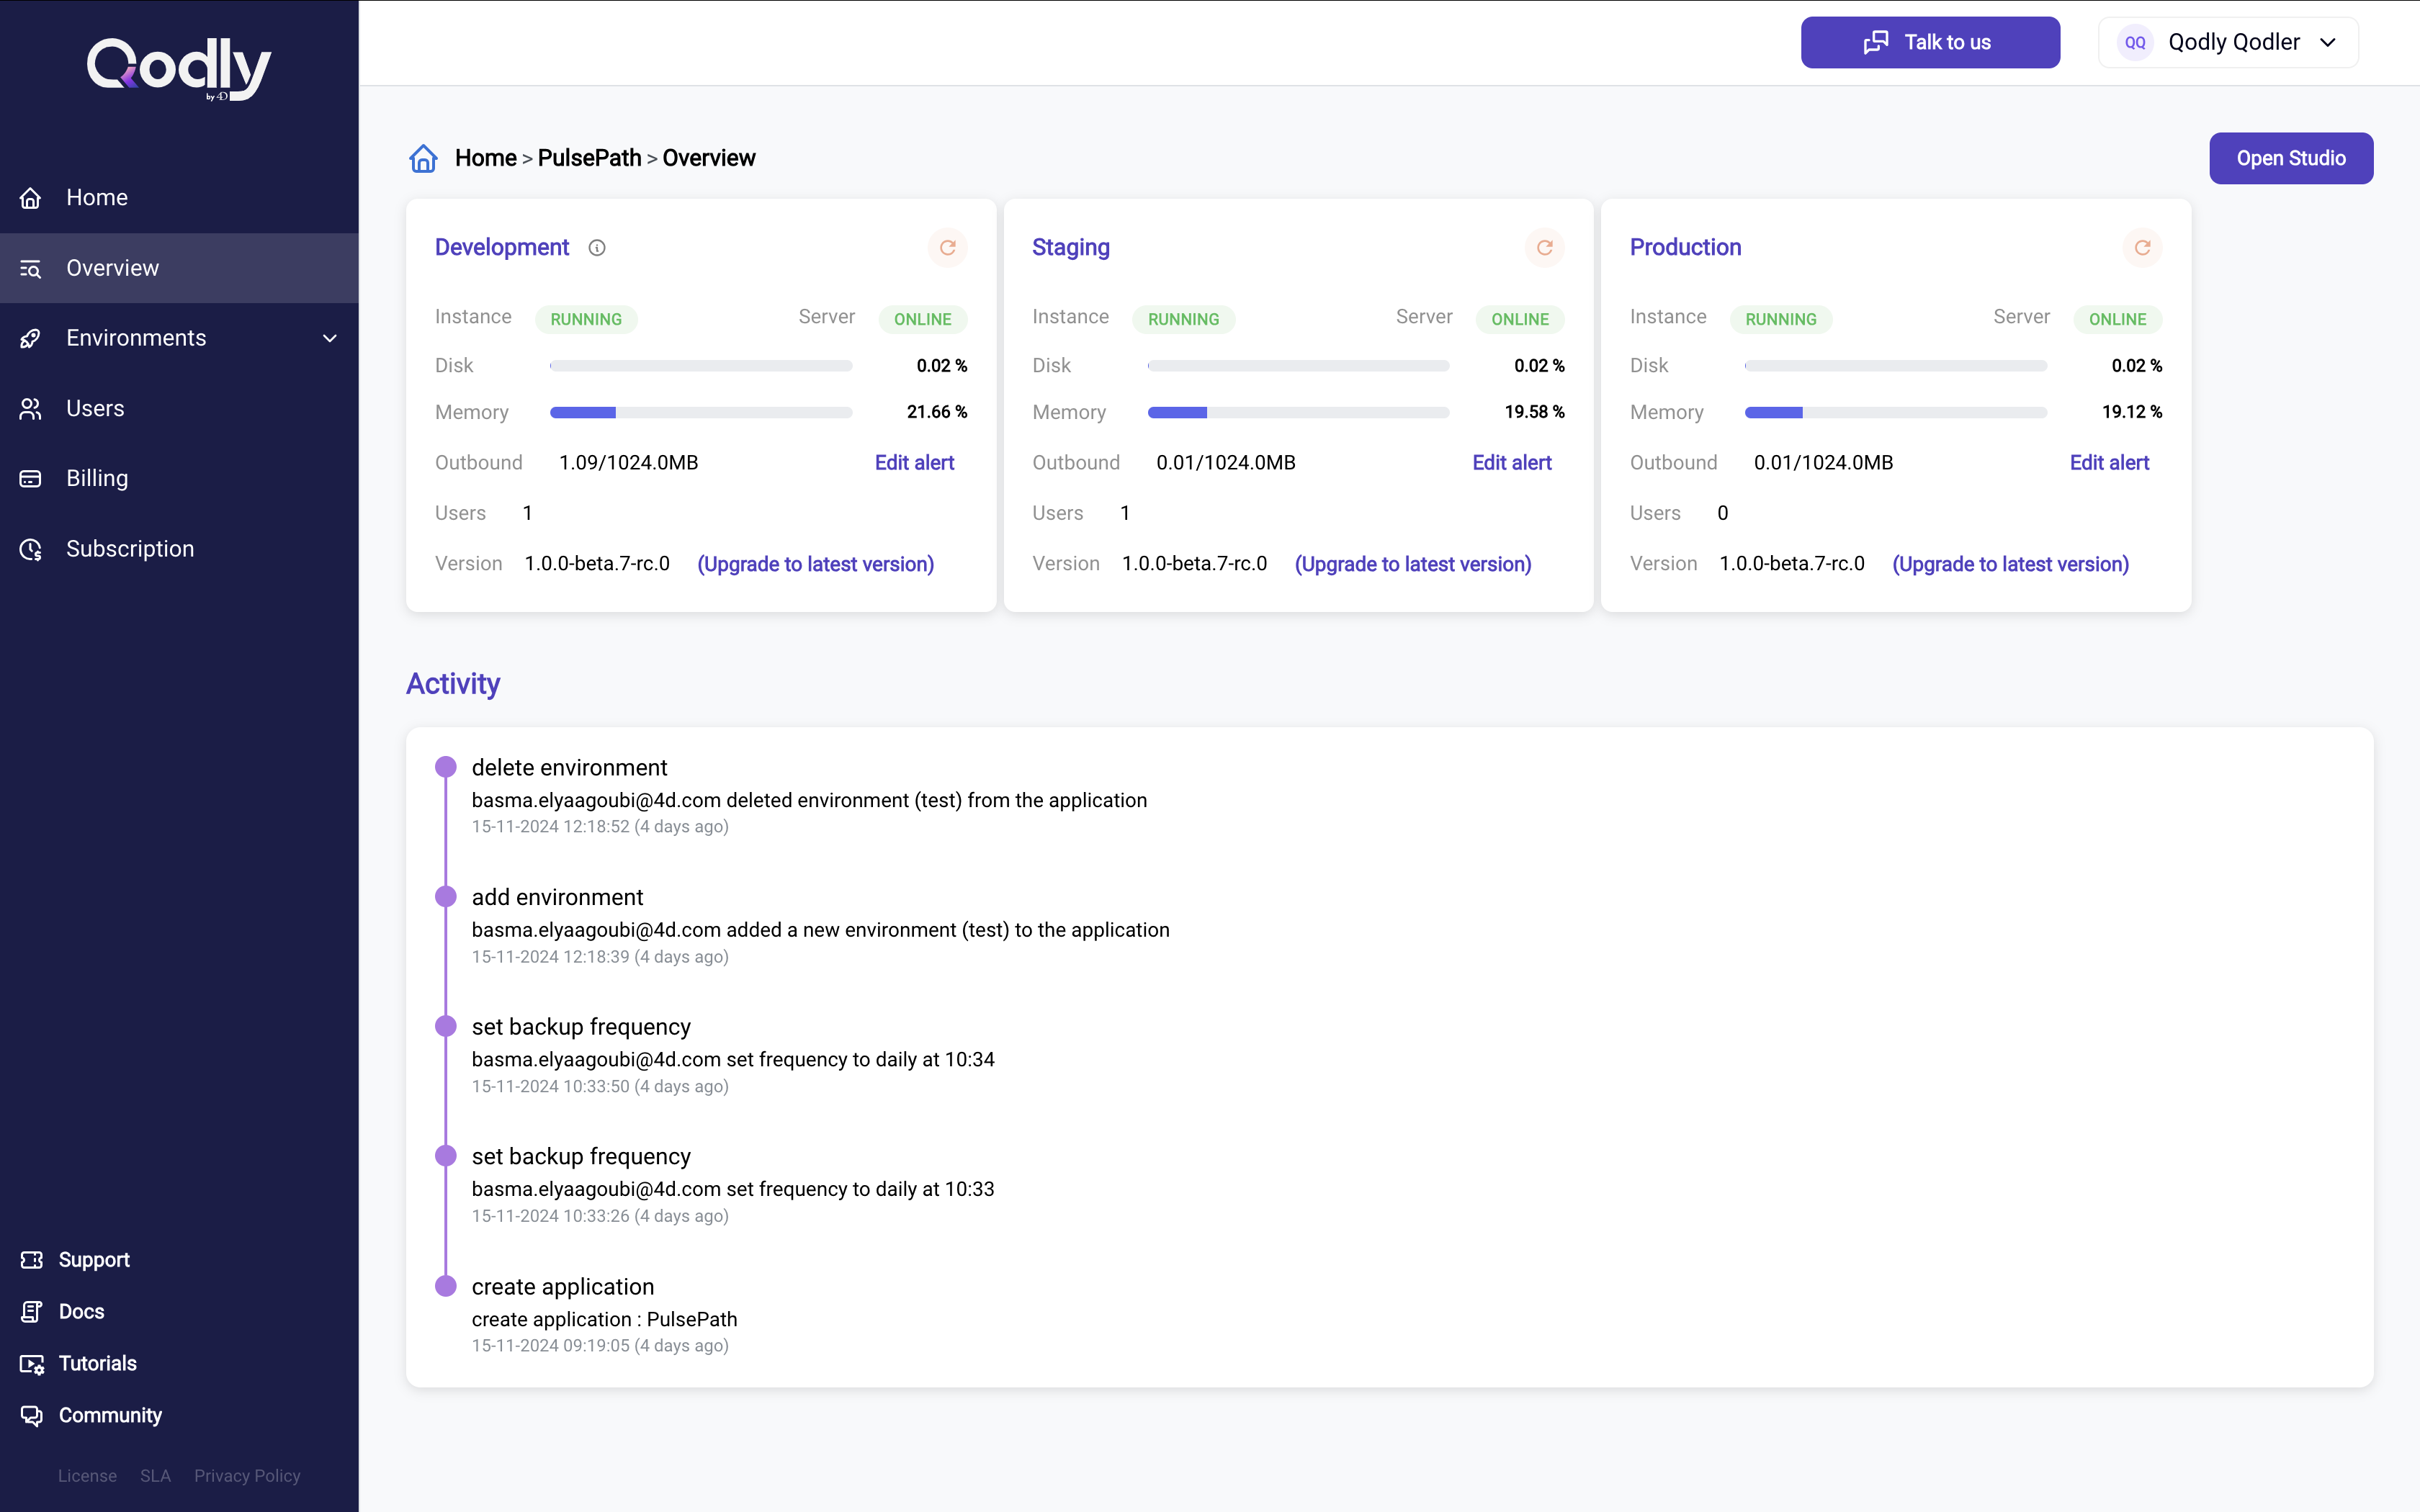 Qodly
by 4D
Talk to us
QQ Qodly Qodler
Home
Overview
Environments
Users
Billing
Subscription
Support
Docs
Tutorials
Community
License SLA Privacy Policy
Home > PulsePath > Overview
Open Studio
Development
Instance RUNNING Server ONLINE
Disk 0.02 %
Memory 21.66 %
Outbound 1.09/1024.0MB Edit alert
Users 1
Version 1.0.0-beta.7-rc.0 (Upgrade to latest version)
Staging
Instance RUNNING Server ONLINE
Disk 0.02 %
Memory 19.58 %
Outbound 0.01/1024.0MB Edit alert
Users 1
Version 1.0.0-beta.7-rc.0 (Upgrade to latest version)
Production
Instance RUNNING Server ONLINE
Disk 0.02 %
Memory 19.12 %
Outbound 0.01/1024.0MB Edit alert
Users 0
Version 1.0.0-beta.7-rc.0 (Upgrade to latest version)
Activity
delete environment
basma.elyaagoubi@4d.com deleted environment (test) from the application
15-11-2024 12:18:52 (4 days ago)
add environment
basma.elyaagoubi@4d.com added a new environment (test) to the application
15-11-2024 12:18:39 (4 days ago)
set backup frequency
basma.elyaagoubi@4d.com set frequency to daily at 10:34
15-11-2024 10:33:50 (4 days ago)
set backup frequency
basma.elyaagoubi@4d.com set frequency to daily at 10:33
15-11-2024 10:33:26 (4 days ago)
create application
create application : PulsePath
15-11-2024 09:19:05 (4 days ago)